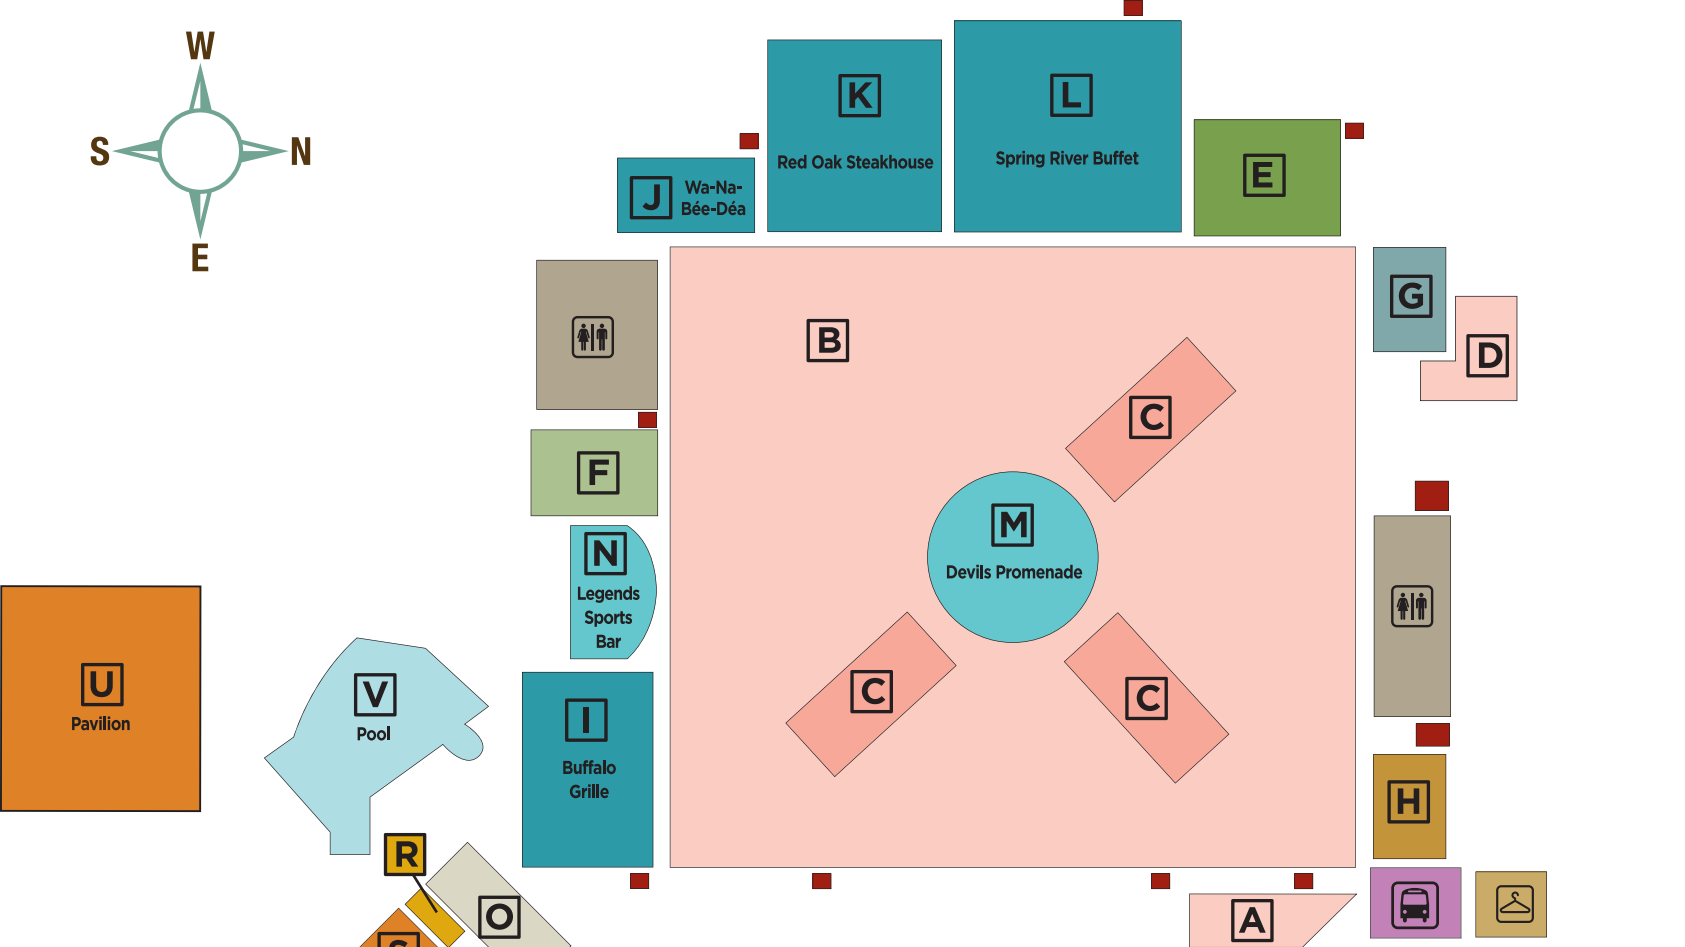 W
S N
E
K
Red Oak Steakhouse
L
Spring River Buffet
E
J
Wa-Na-
Bée-Déa
G
D
B
C
F
M
Devils Promenade
N
Legends
Sports
Bar
U
Pavilion
V
Pool
I
Buffalo
Grille
C
C
H
R
O
A